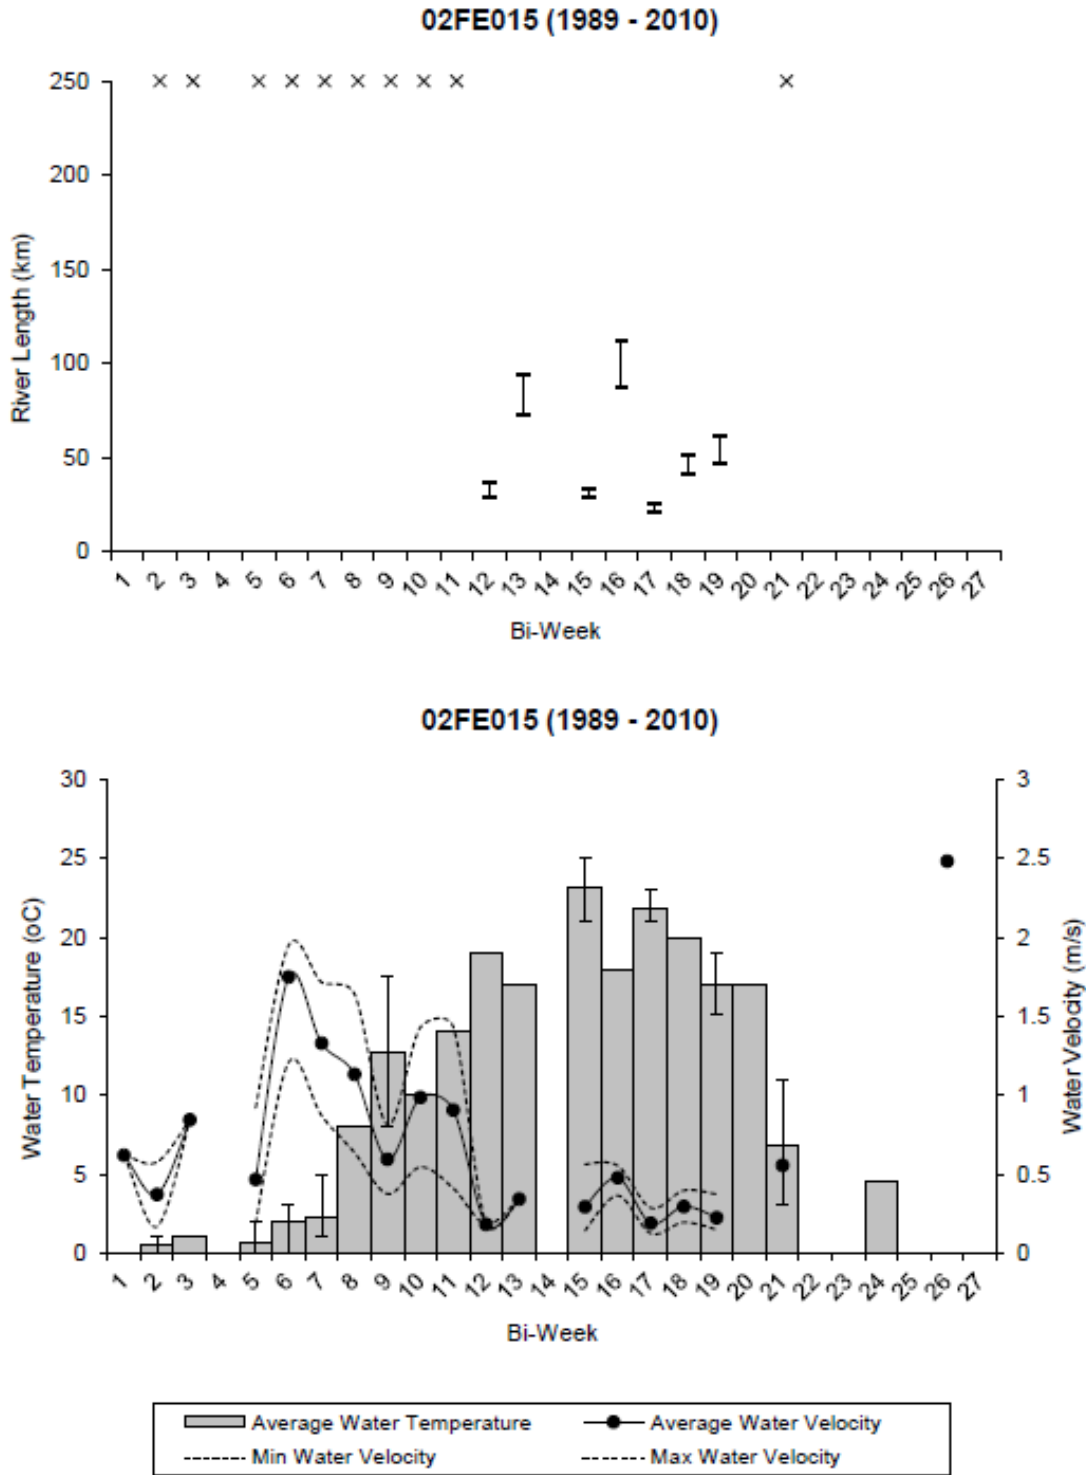 02FE015 (1989 - 2010)
250
200
150
100
50
0
River Length (km)
1 2 3 4 5 6 7 8 9 10 11 12 13 14 15 16 17 18 19 20 21 22 23 24 25 26 27
Bi-Week
02FE015 (1989 - 2010)
30
25
20
15
10
5
0
Water Temperature (oC)
3
2.5
2
1.5
1
0.5
0
Water Velocity (m/s)
1 2 3 4 5 6 7 8 9 10 11 12 13 14 15 16 17 18 19 20 21 22 23 24 25 26 27
Bi-Week
Average Water Temperature
Average Water Velocity
Min Water Velocity
Max Water Velocity